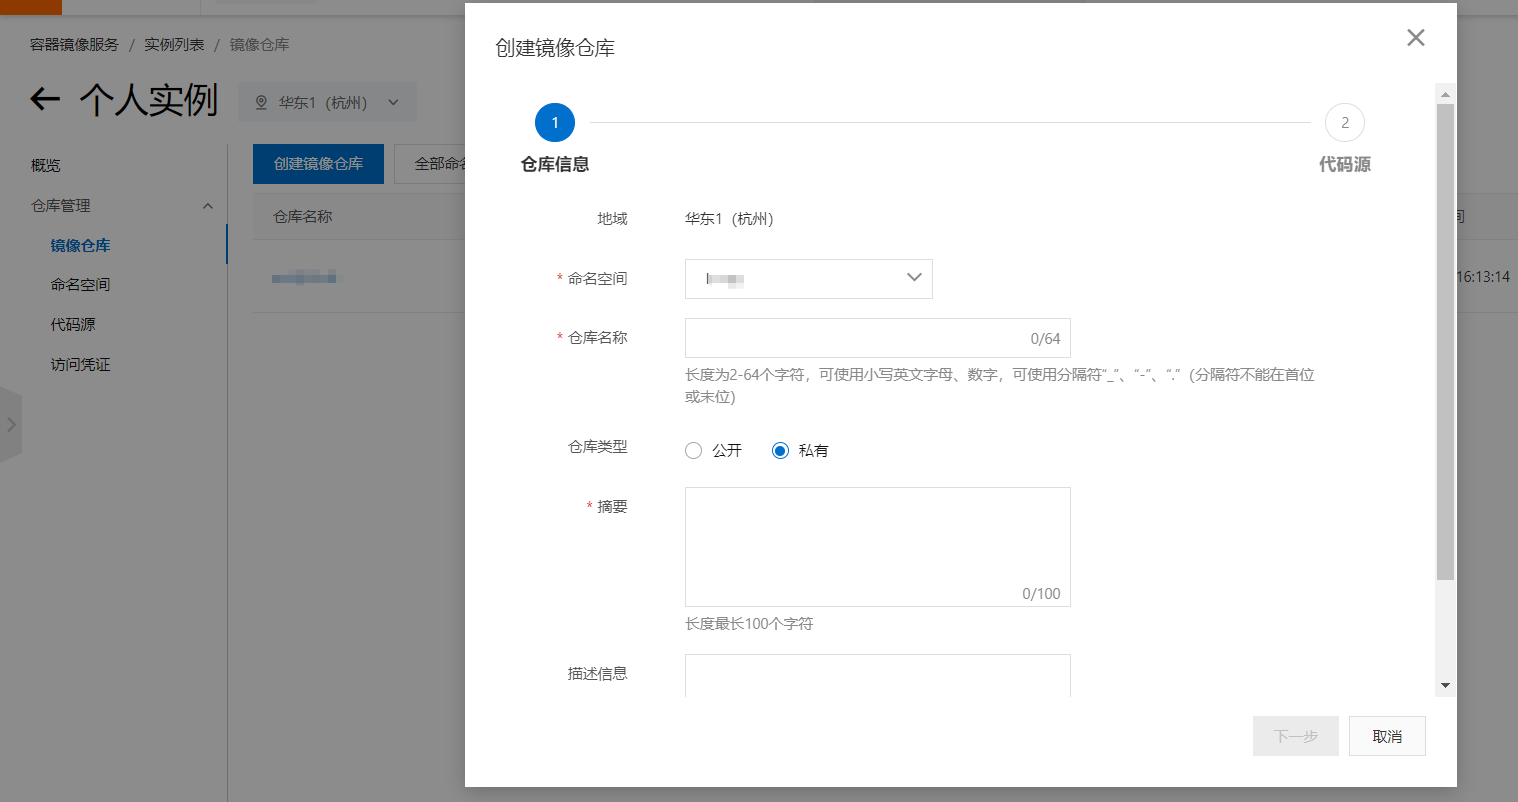 容器镜像服务 / 实例列表 / 镜像仓库
个人实例
华东1（杭州）
概览
仓库管理
镜像仓库
命名空间
代码源
访问凭证
创建镜像仓库
全部命
仓库名称
间
16:13:14
创建镜像仓库
1
2
仓库信息
代码源
地域
华东1（杭州）
* 命名空间
* 仓库名称
0/64
长度为2-64个字符，可使用小写英文字母、数字，可使用分隔符“_”、“-”、“.”（分隔符不能在首位
或末位）
仓库类型
公开
私有
* 摘要
0/100
长度最长100个字符
描述信息
下一步
取消